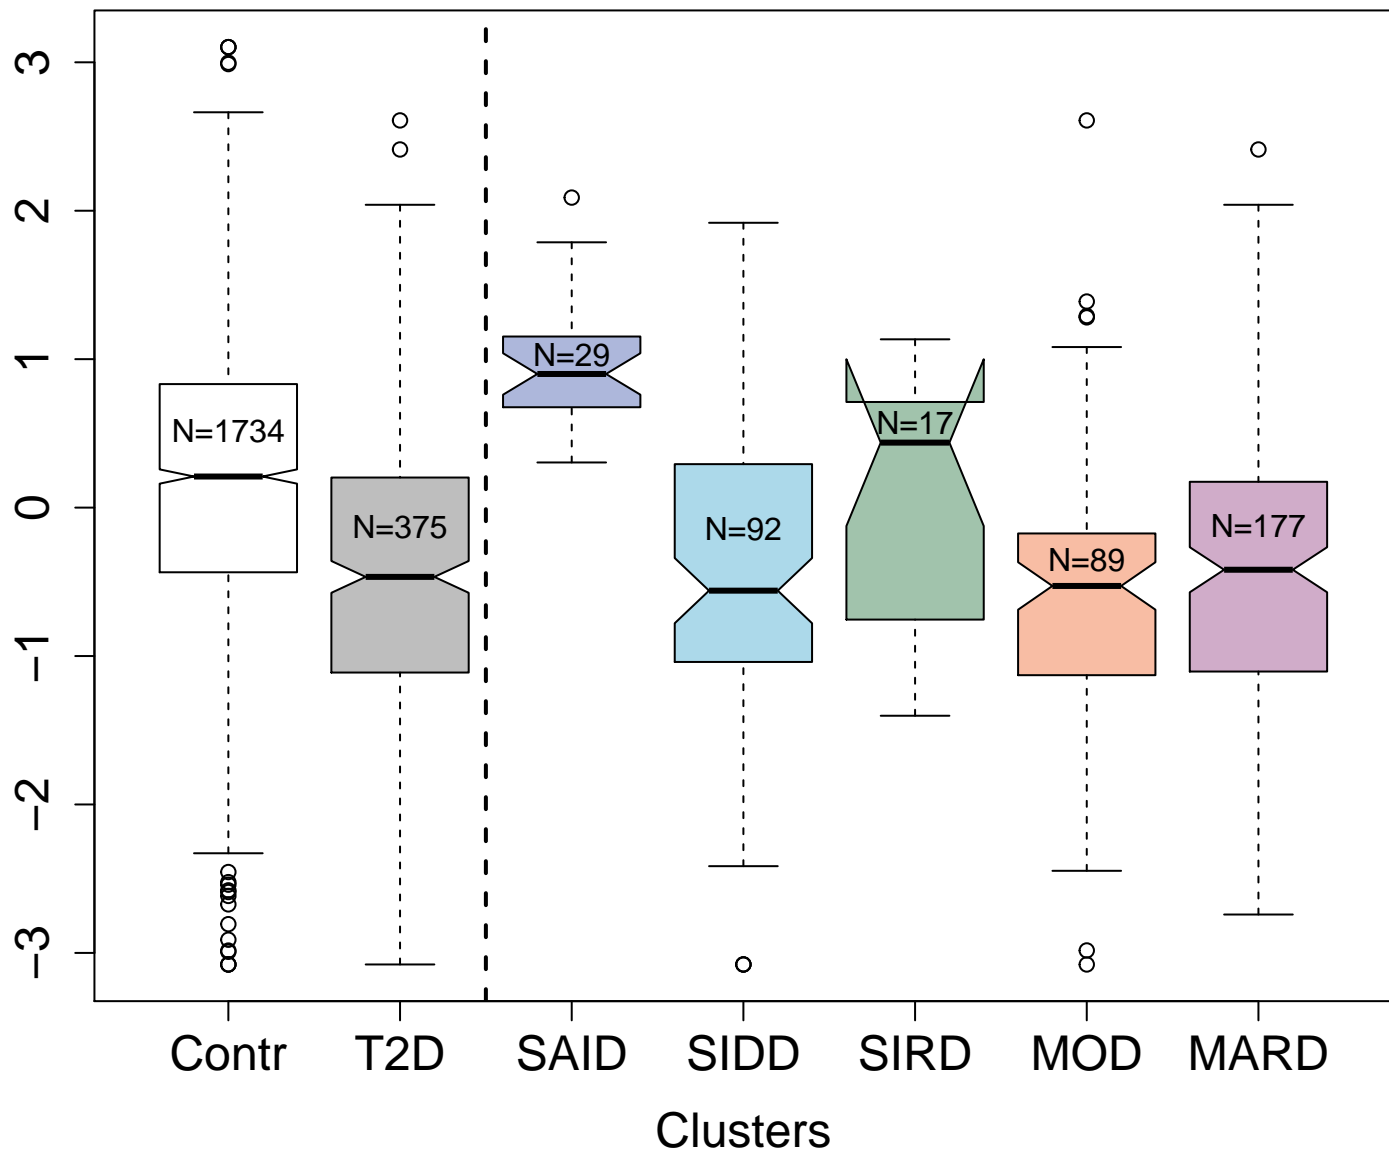 3
2
1
0
−1
−2
−3
N=1734
N=375
N=29
N=92
N=17
N=89
N=177
Contr T2D SAID SIDD SIRD MOD MARD
Clusters